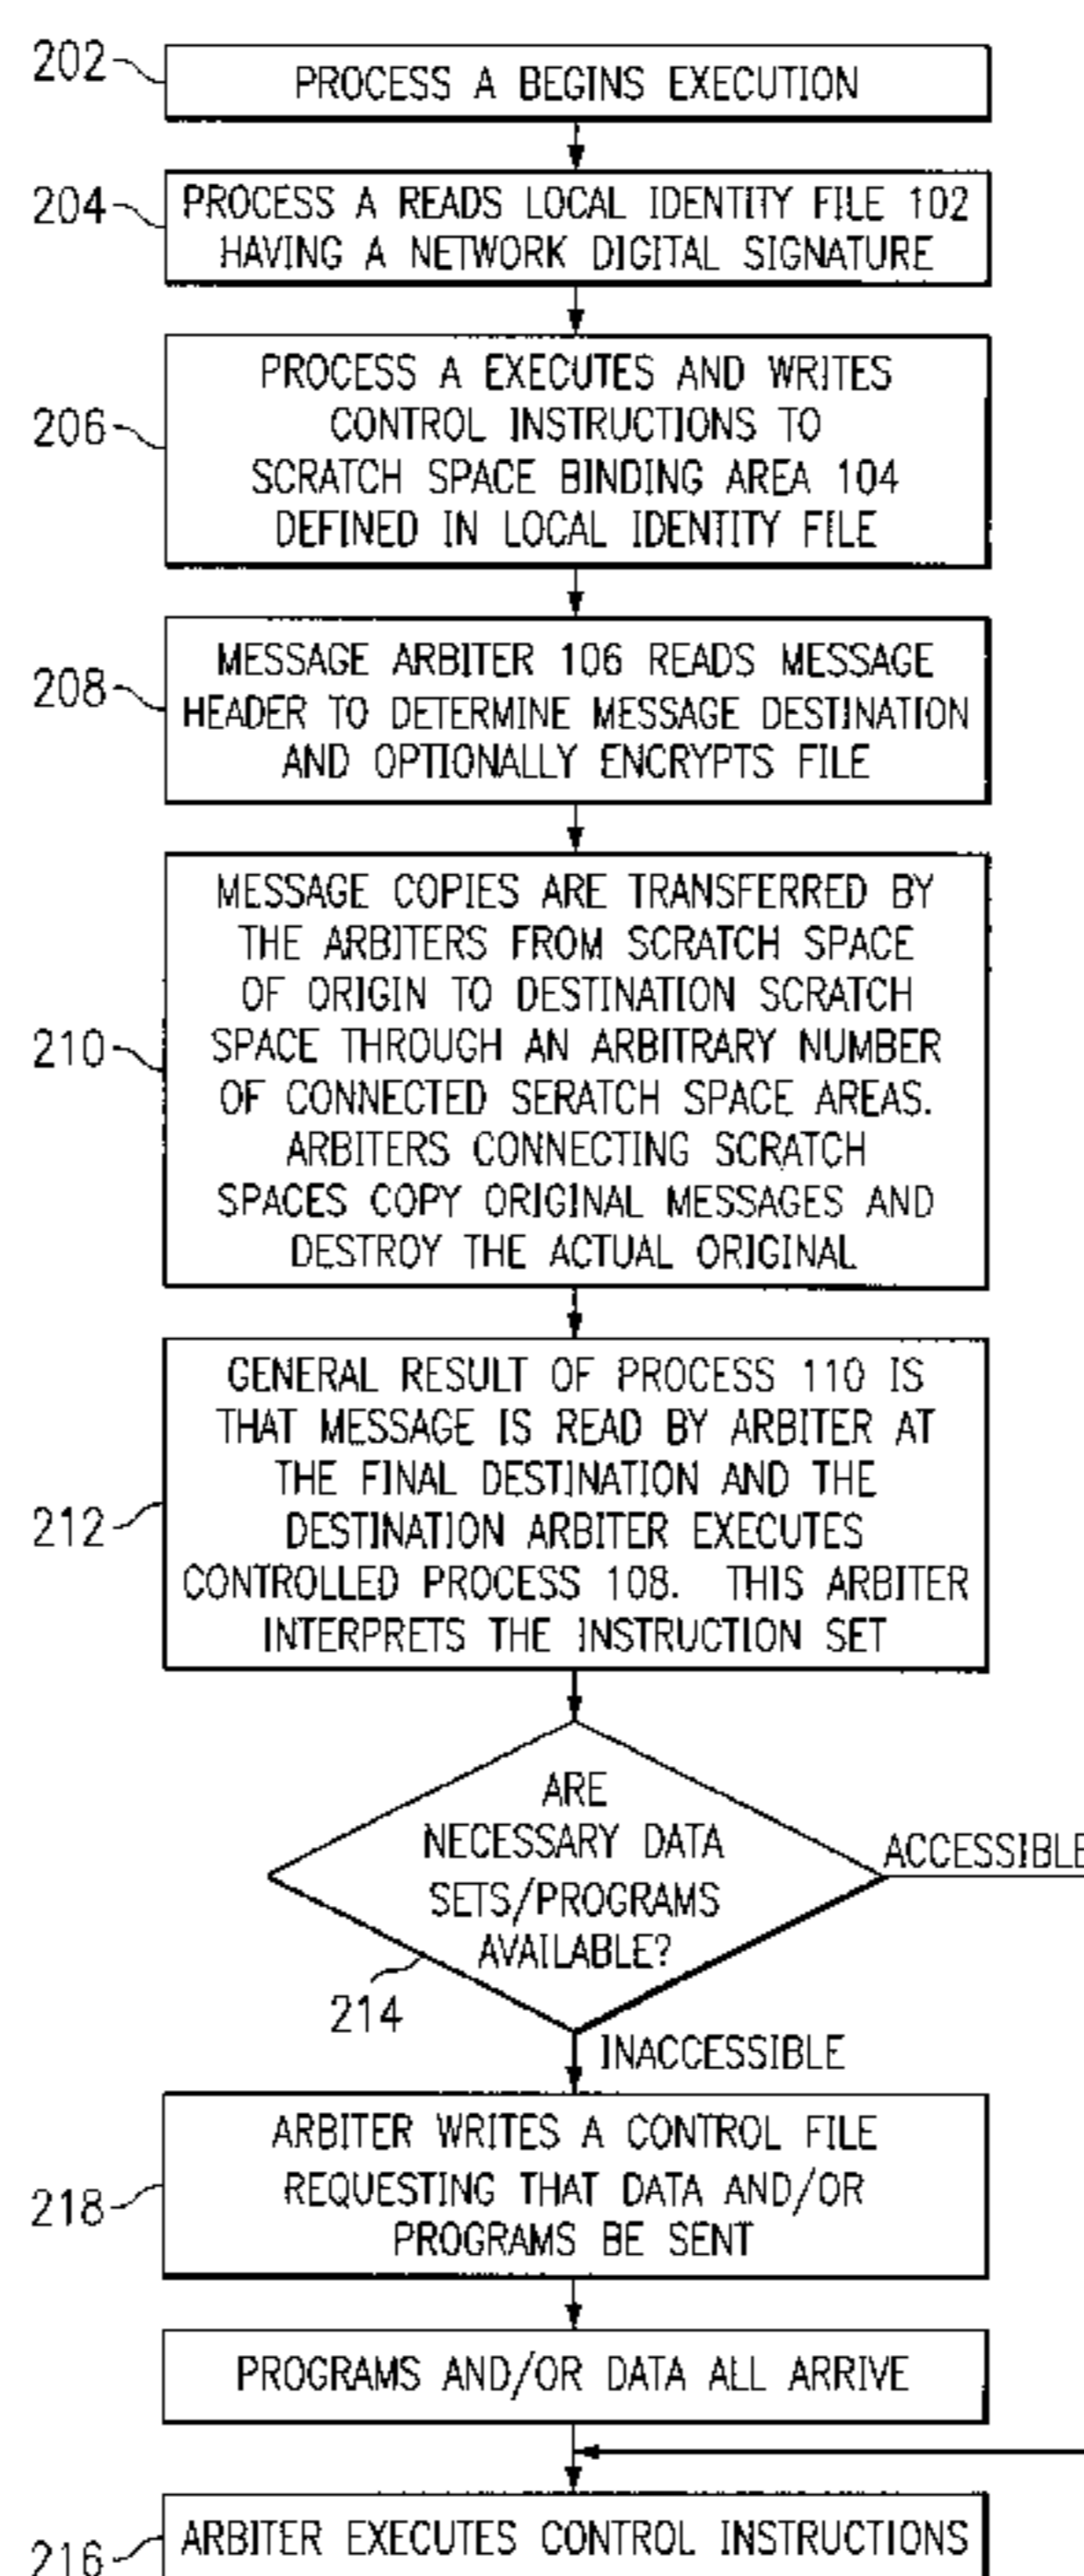 202
PROCESS A BEGINS EXECUTION
204
PROCESS A READS LOCAL IDENTITY FILE 102
HAVING A NETWORK DIGITAL SIGNATURE
206
PROCESS A EXECUTES AND WRITES
CONTROL INSTRUCTIONS TO
SCRATCH SPACE BINDING AREA 104
DEFINED IN LOCAL IDENTITY FILE
208
MESSAGE ARBITER 106 READS MESSAGE
HEADER TO DETERMINE MESSAGE DESTINATION
AND OPTIONALLY ENCRYPTS FILE
210
MESSAGE COPIES ARE TRANSFERRED BY
THE ARBITERS FROM SCRATCH SPACE
OF ORIGIN TO DESTINATION SCRATCH
SPACE THROUGH AN ARBITRARY NUMBER
OF CONNECTED SERATCH SPACE AREAS.
ARBITERS CONNECTING SCRATCH
SPACES COPY ORIGINAL MESSAGES AND
DESTROY THE ACTUAL ORIGINAL
212
GENERAL RESULT OF PROCESS 110 IS
THAT MESSAGE IS READ BY ARBITER AT
THE FINAL DESTINATION AND THE
DESTINATION ARBITER EXECUTES
CONTROLLED PROCESS 108. THIS ARBITER
INTERPRETS THE INSTRUCTION SET
ARE
NECESSARY DATA
SETS/PROGRAMS
AVAILABLE?
214
ACCESSIBLE
INACCESSIBLE
218
ARBITER WRITES A CONTROL FILE
REQUESTING THAT DATA AND/OR
PROGRAMS BE SENT
PROGRAMS AND/OR DATA ALL ARRIVE
216
ARBITER EXECUTES CONTROL INSTRUCTIONS